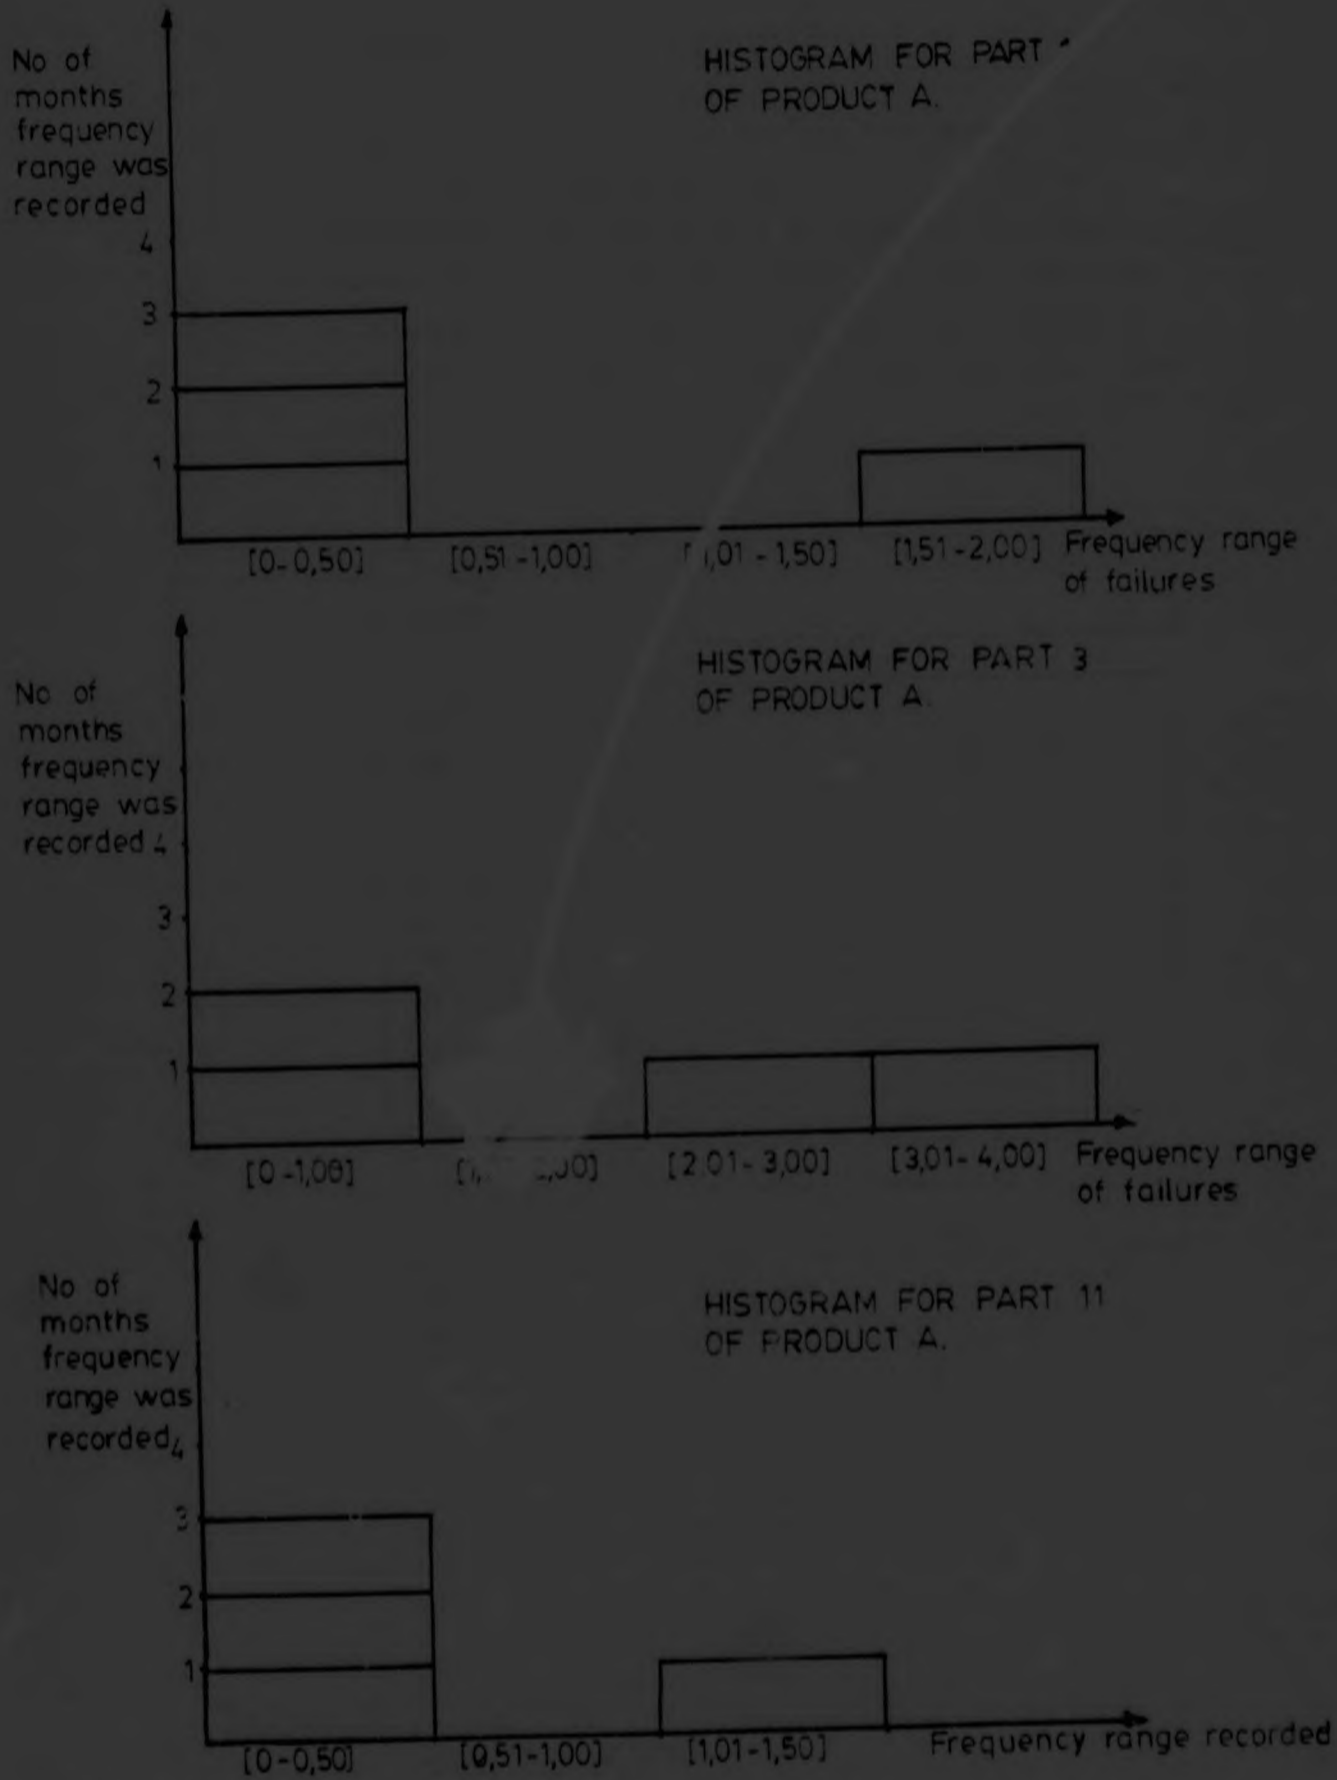 No of
months
frequency
range was
recorded
HISTOGRAM FOR PART
OF PRODUCT A.
4
3
2
1
[0-0,50] [0,51-1,00] 1,01-1,50] [1,51-2,00] Frequency range
of failures
No of
months
frequency
range was
recorded 4
HISTOGRAM FOR PART 3
OF PRODUCT A.
3
2
1
[0-1,00] [2,01-3,00] [3,01-4,00] Frequency range
of failures
No of
months
frequency
range was
recorded 4
HISTOGRAM FOR PART 11
OF PRODUCT A.
3
2
1
[0-0,50] [0,51-1,00] [1,01-1,50] Frequency range recorded